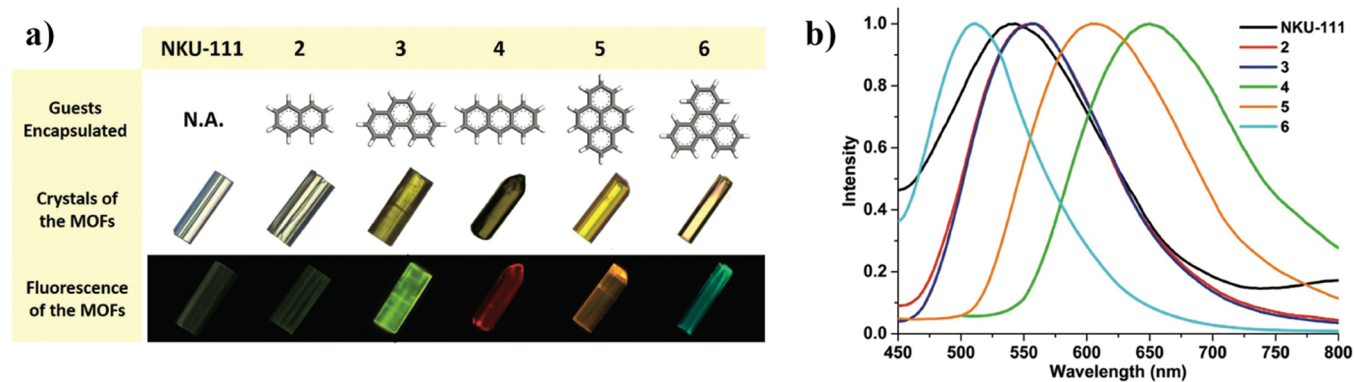 a)
NKU-111 2 3 4 5 6
Guests
Encapsulated
N.A.
Crystals of
the MOFs
Fluorescence
of the MOFs
b)
1.0
0.8
0.6
0.4
0.2
0.0
Intensity
450 500 550 600 650 700 750 800
Wavelength (nm)
NKU-111
2
3
4
5
6